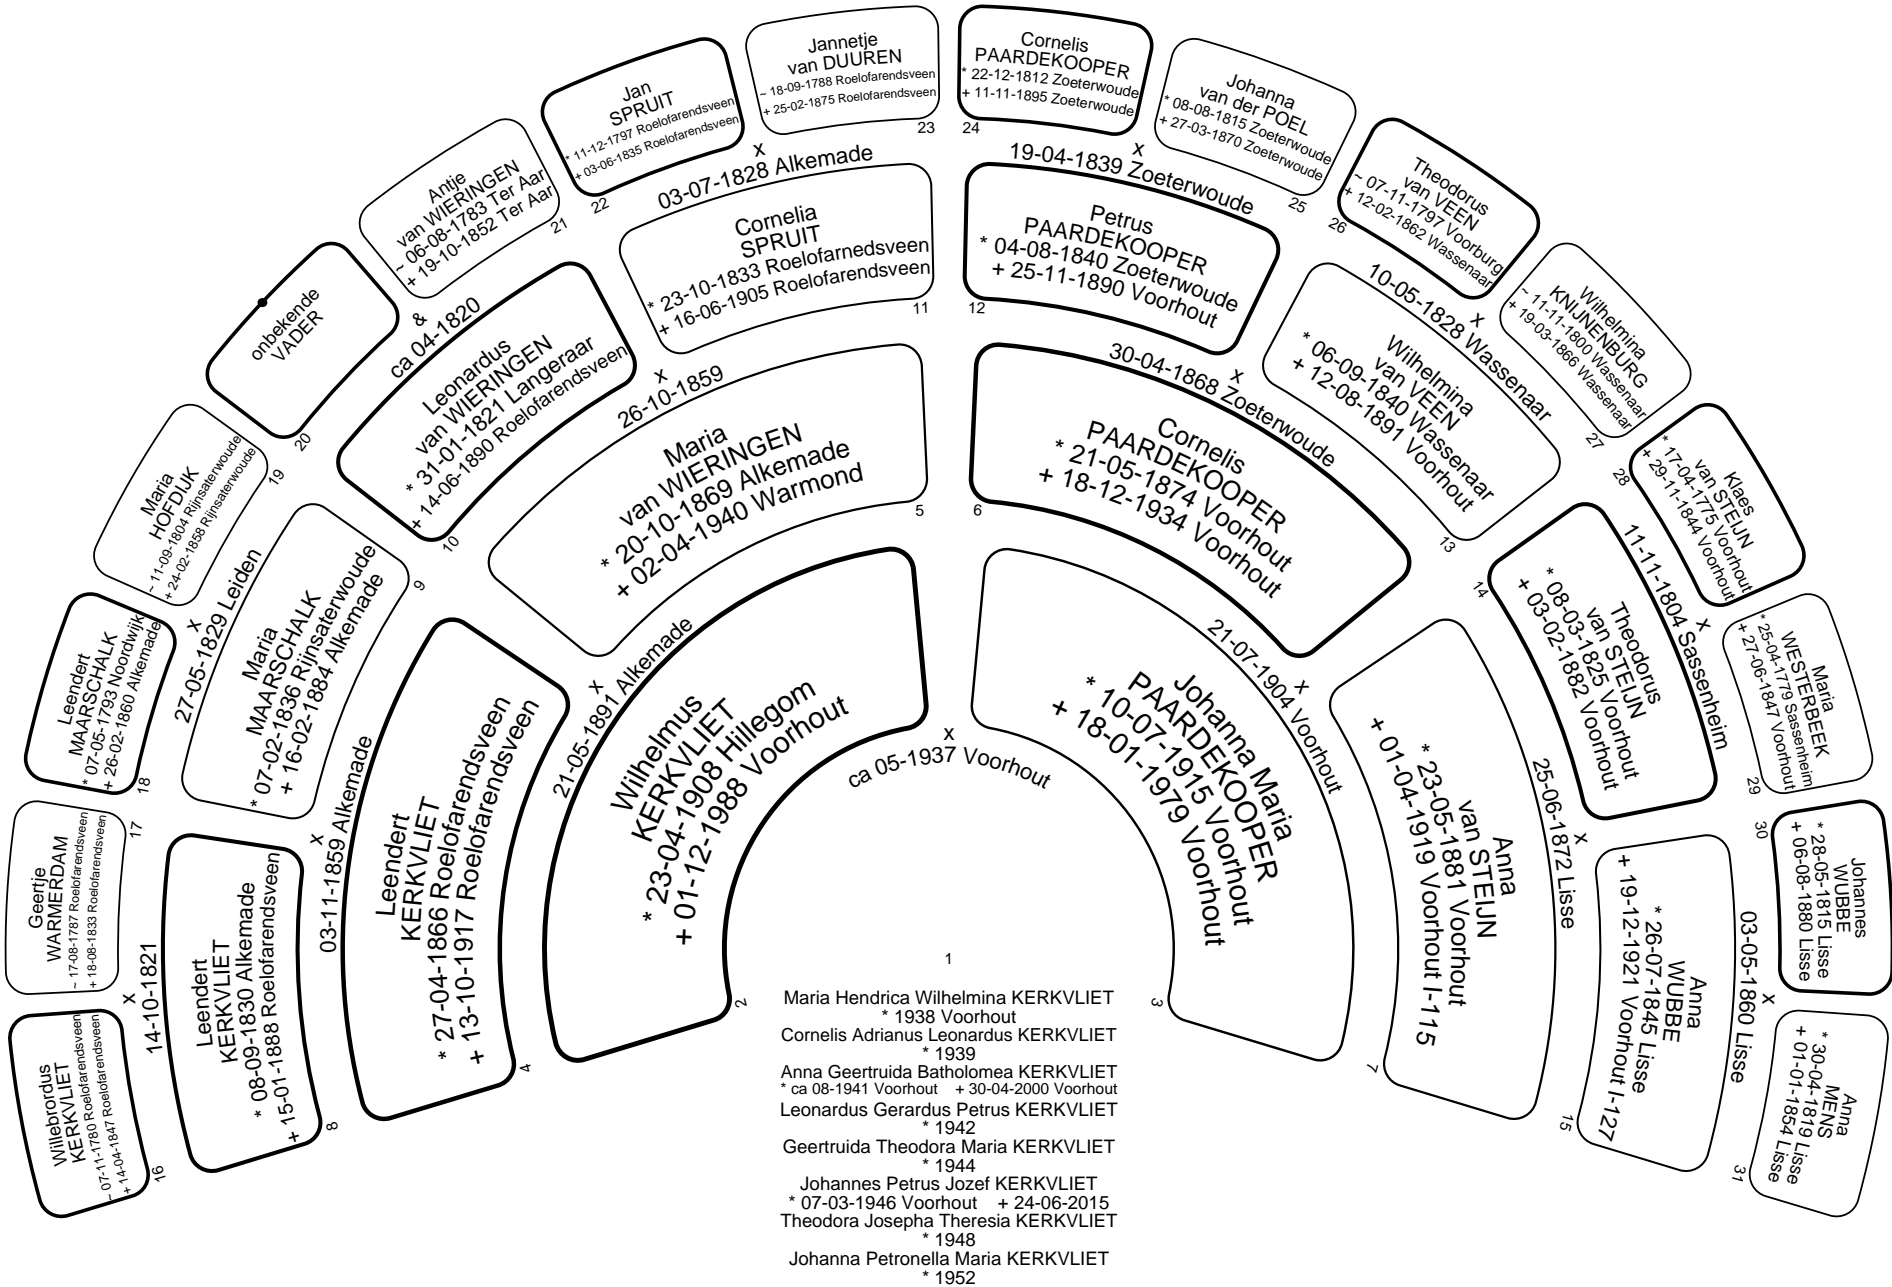 Willebrordus
KERKVLIET
~ 07-11-1780 Roelofarendsveen
+ 14-04-1847 Roelofarendsveen
16
x
14-10-1821
Geertje
WARMERDAM
~ 17-08-1787 Roelofarendsveen
+ 18-08-1833 Roelofarendsveen
17
Leendert
MAARSCHALK
* 07-05-1793 Noordwijk
+ 26-02-1860 Alkemade
18
x
27-05-1829 Leiden
Maria
HOFDIJK
~ 11-09-1804 Rijnsaterwoude
+ 24-02-1858 Rijnsaterwoude
19
onbekende
VADER
20
&
ca 04-1820
Antje
van WIERINGEN
~ 06-08-1783 Ter Aar
+ 19-10-1852 Ter Aar
21
Jan
SPRUIT
* 11-12-1797 Roelofarendsveen
+ 03-06-1835 Roelofarendsveen
22
x
03-07-1828 Alkemade
Jannetje
van DUUREN
~ 18-09-1788 Roelofarendsveen
+ 25-02-1875 Roelofarendsveen
23
Cornelis
PAARDEKOOPER
* 22-12-1812 Zoeterwoude
+ 11-11-1895 Zoeterwoude
24
x
19-04-1839 Zoeterwoude
Johanna
van der POEL
* 08-08-1815 Zoeterwoude
+ 27-03-1870 Zoeterwoude
25
Theodorus
van VEEN
~ 07-11-1797 Voorburg
+ 12-02-1862 Wassenaar
26
x
10-05-1828 Wassenaar
Wilhelmina
KNIJNENBURG
~ 11-11-1800 Wassenaar
+ 19-03-1866 Wassenaar
27
Klaes
van STEIJN
* 17-04-1775 Voorhout
+ 29-11-1844 Voorhout
28
x
11-11-1804 Sassenheim
Maria
WESTERBEEK
* 25-04-1779 Sassenheim
+ 27-06-1847 Voorhout
29
Johannes
WUBBE
* 28-05-1815 Lisse
+ 06-08-1880 Lisse
30
x
03-05-1860 Lisse
Anna
MENS
* 30-04-1819 Lisse
+ 01-01-1854 Lisse
31
Leendert
KERKVLIET
* 08-09-1830 Alkemade
+ 15-01-1888 Roelofarendsveen
8
x
03-11-1859 Alkemade
Maria
MAARSCHALK
* 07-02-1836 Rijnsaterwoude
+ 16-02-1884 Alkemade
9
Leonardus
van WIERINGEN
* 31-01-1821 Langeraar
+ 14-06-1890 Roelofarendsveen
10
x
26-10-1859
Cornelia
SPRUIT
* 23-10-1833 Roelofarnedsveen
+ 16-06-1905 Roelofarendsveen
11
Petrus
PAARDEKOOPER
* 04-08-1840 Zoeterwoude
+ 25-11-1890 Voorhout
12
x
30-04-1868 Zoeterwoude
Wilhelmina
van VEEN
* 06-09-1840 Wassenaar
+ 12-08-1891 Voorhout
13
Theodorus
van STEIJN
* 08-03-1825 Voorhout
+ 03-02-1882 Voorhout
14
x
25-06-1872 Lisse
Anna
WUBBE
* 26-07-1845 Lisse
+ 19-12-1921 Voorhout I-127
15
Leendert
KERKVLIET
* 27-04-1866 Roelofarendsveen
+ 13-10-1917 Roelofarendsveen
4
x
21-05-1891 Alkemade
Maria
van WIERINGEN
* 20-10-1869 Alkemade
+ 02-04-1940 Warmond
5
Cornelis
PAARDEKOOPER
* 21-05-1874 Voorhout
+ 18-12-1934 Voorhout
6
x
21-07-1904 Voorhout
Anna
van STEIJN
* 23-05-1881 Voorhout
+ 01-04-1919 Voorhout I-115
7
Wilhelmus
KERKVLIET
* 23-04-1908 Hillegom
+ 01-12-1988 Voorhout
2
x
ca 05-1937 Voorhout
Johanna Maria
PAARDEKOOPER
* 10-07-1915 Voorhout
+ 18-01-1979 Voorhout
3
1
Maria Hendrica Wilhelmina KERKVLIET
* 1938 Voorhout
Cornelis Adrianus Leonardus KERKVLIET
* 1939
Anna Geertruida Batholomea KERKVLIET
* ca 08-1941 Voorhout + 30-04-2000 Voorhout
Leonardus Gerardus Petrus KERKVLIET
* 1942
Geertruida Theodora Maria KERKVLIET
* 1944
Johannes Petrus Jozef KERKVLIET
* 07-03-1946 Voorhout + 24-06-2015
Theodora Josepha Theresia KERKVLIET
* 1948
Johanna Petronella Maria KERKVLIET
* 1952